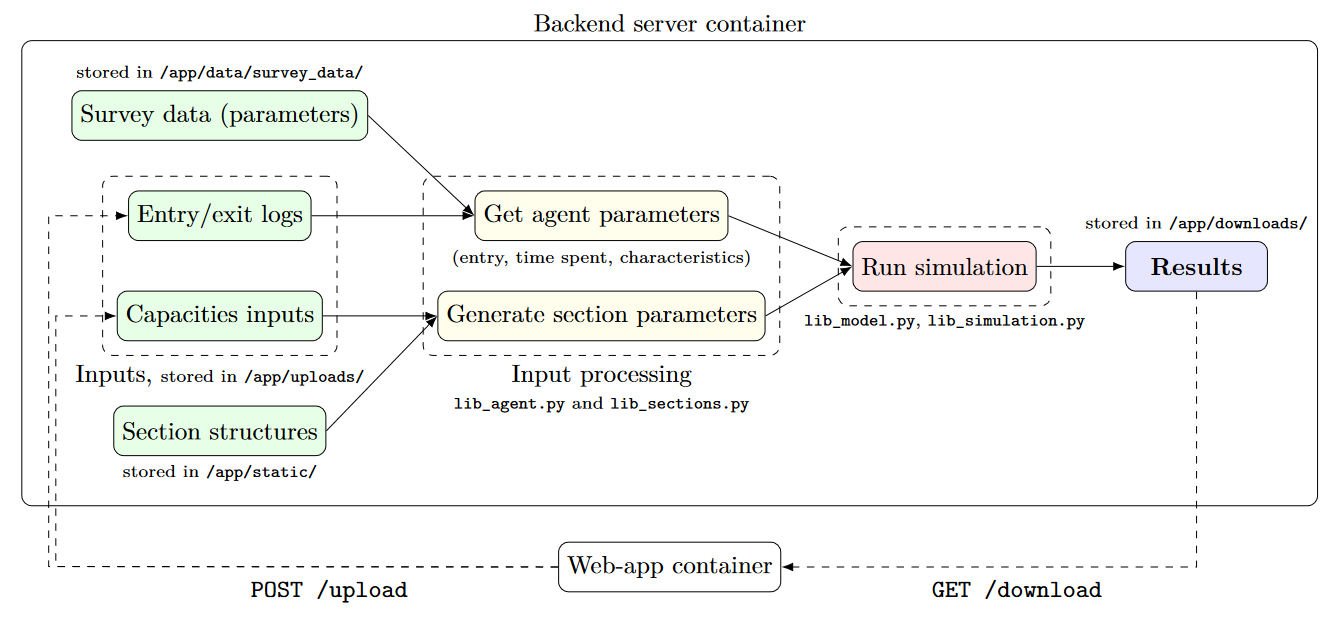 Backend server container
stored in /app/data/survey_data/
Survey data (parameters)
Entry/exit logs
Capacities inputs
Inputs, stored in /app/uploads/
Section structures
stored in /app/static/
Get agent parameters
(entry, time spent, characteristics)
Generate section parameters
Input processing
lib_agent.py and lib_sections.py
Run simulation
lib_model.py, lib_simulation.py
stored in /app/downloads/
Results
Web-app container
POST /upload
GET /download